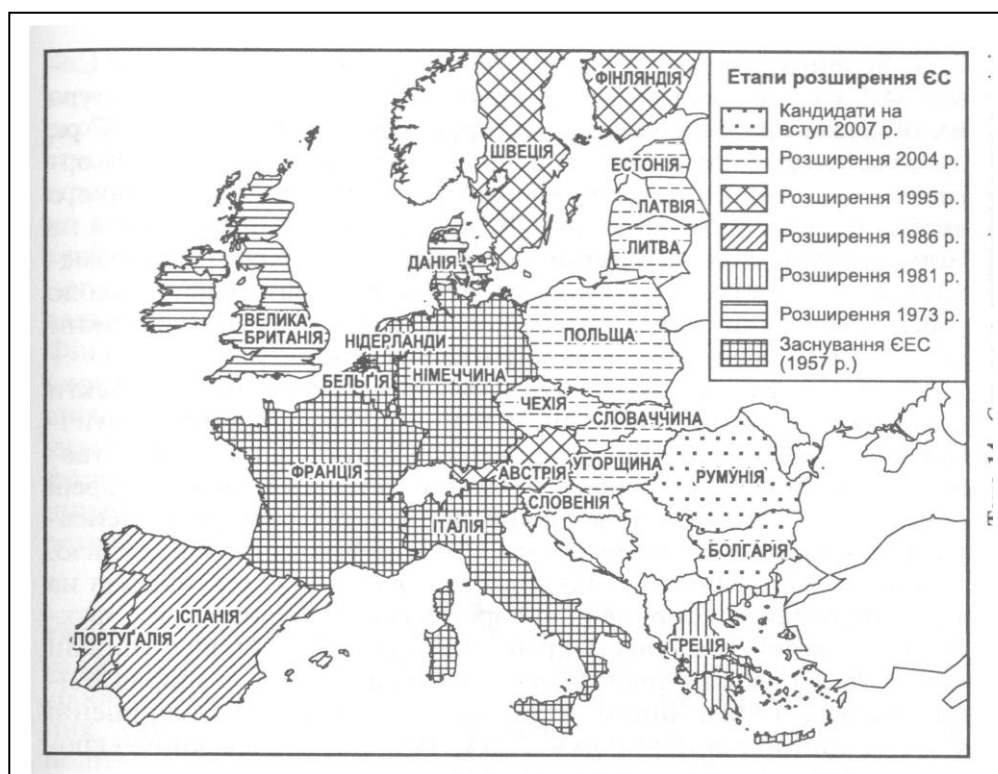 Етапи розширення ЄС
Кандидати на
вступ 2007 р.
Розширення 2004 р.
Розширення 1995 р.
Розширення 1986 р.
Розширення 1981 р.
Розширення 1973 р.
Заснування ЄЕС
(1957 р.)
ФІНЛЯНДІЯ
ШВЕЦІЯ
ЕСТОНІЯ
ЛАТВІЯ
ЛИТВА
ДАНІЯ
ВЕЛИКА
БРИТАНІЯ
НІДЕРЛАНДИ
ПОЛЬЩА
БЕЛЬГІЯ
НІМЕЧЧИНА
ЧЕХІЯ
СЛОВАЧЧИНА
ФРАНЦІЯ
АВСТРІЯ
УГОРЩИНА
РУМУНІЯ
СЛОВЕНІЯ
ІТАЛІЯ
БОЛГАРІЯ
ІСПАНІЯ
ПОРТУГАЛІЯ
ГРЕЦІЯ